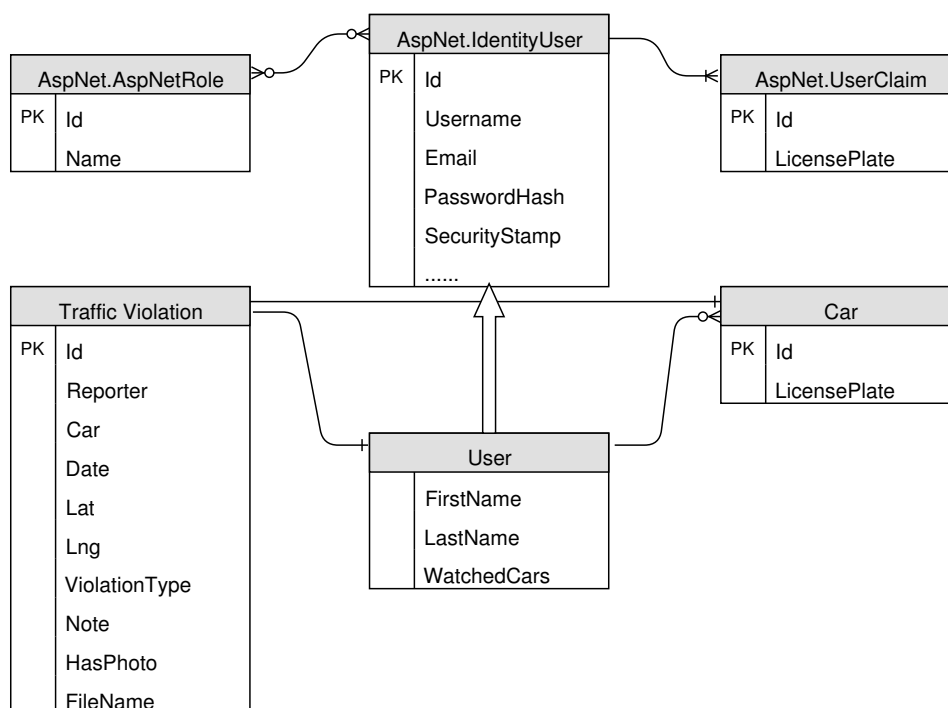 AspNet.IdentityUser
PK Id
Username
Email
PasswordHash
SecurityStamp
......
AspNet.AspNetRole
PK Id
Name
AspNet.UserClaim
PK Id
LicensePlate
Traffic Violation
PK Id
Reporter
Car
Date
Lat
Lng
ViolationType
Note
HasPhoto
FileName
User
FirstName
LastName
WatchedCars
Car
PK Id
LicensePlate